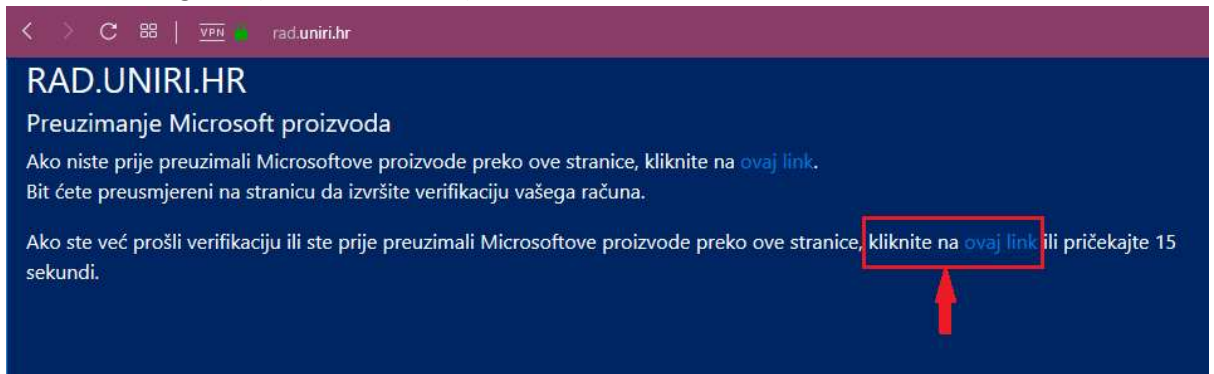 VPN rad.uniri.hr
RAD.UNIRI.HR
Preuzimanje Microsoft proizvoda
Ako niste prije preuzimali Microsoftove proizvode preko ove stranice, kliknite na ovaj link.
Bit ćete preusmjereni na stranicu da izvršite verifikaciju vašega računa.
Ako ste već prošli verifikaciju ili ste prije preuzimali Microsoftove proizvode preko ove stranice, kliknite na ovaj link ili pričekajte 15
sekundi.